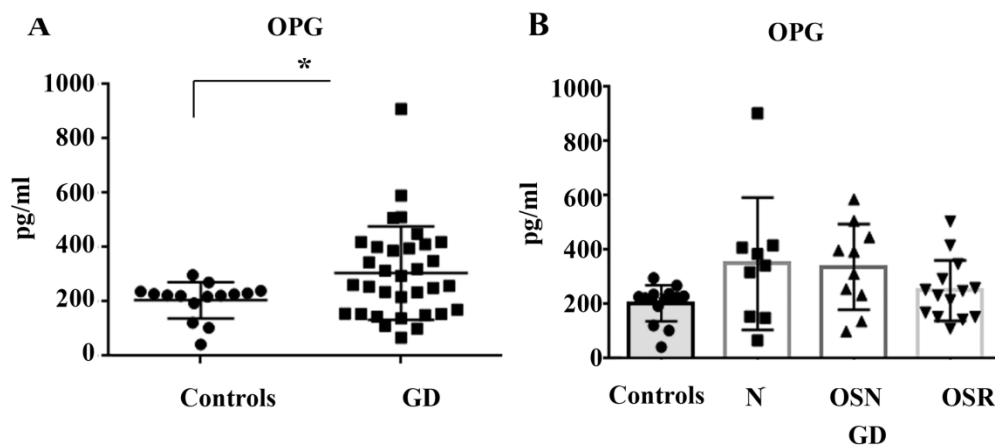 A
OPG
*
1000
800
600
400
200
0
pg/ml
Controls
GD
B
OPG
1000
800
600
400
200
0
pg/ml
Controls
N
OSN
OSR
GD